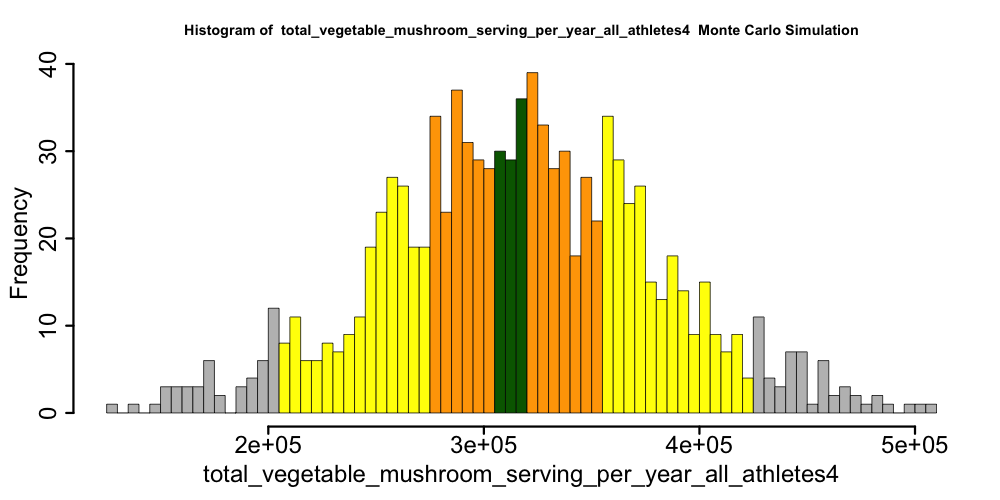 Histogram of  total_vegetable_mushroom_serving_per_year_all_athletes4  Monte Carlo Simulation
Frequency
40
30
20
10
0
2e+05 3e+05 4e+05 5e+05
total_vegetable_mushroom_serving_per_year_all_athletes4